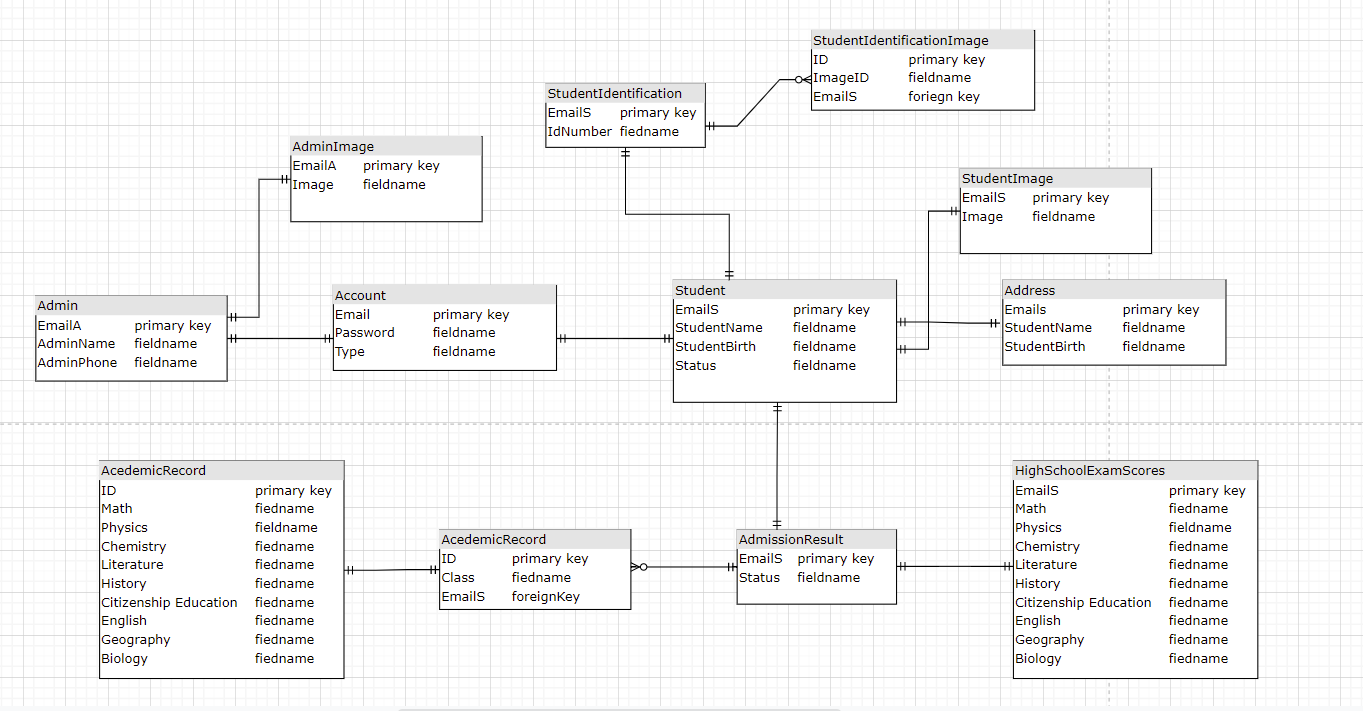 StudentIdentificationImage
ID primary key
ImageID fieldname
EmailS foriegn key
StudentIdentification
EmailS primary key
IdNumber fiedname
AdminImage
EmailA primary key
Image fieldname
StudentImage
EmailS primary key
Image fieldname
Admin
EmailA primary key
AdminName fieldname
AdminPhone fieldname
Account
Email primary key
Password fieldname
Type fieldname
Student
EmailS primary key
StudentName fieldname
StudentBirth fieldname
Status fieldname
Address
Emails primary key
StudentName fieldname
StudentBirth fieldname
AcedemicRecord
ID primary key
Math fiedname
Physics fieldname
Chemistry fiedname
Literature fiedname
History fiedname
Citizenship Education fiedname
English fiedname
Geography fiedname
Biology fiedname
AcedemicRecord
ID primary key
Class fiedname
EmailS foreignKey
AdmissionResult
EmailS primary key
Status fieldname
HighSchoolExamScores
EmailS primary key
Math fiedname
Physics fieldname
Chemistry fiedname
Literature fiedname
History fiedname
Citizenship Education fiedname
English fiedname
Geography fiedname
Biology fiedname